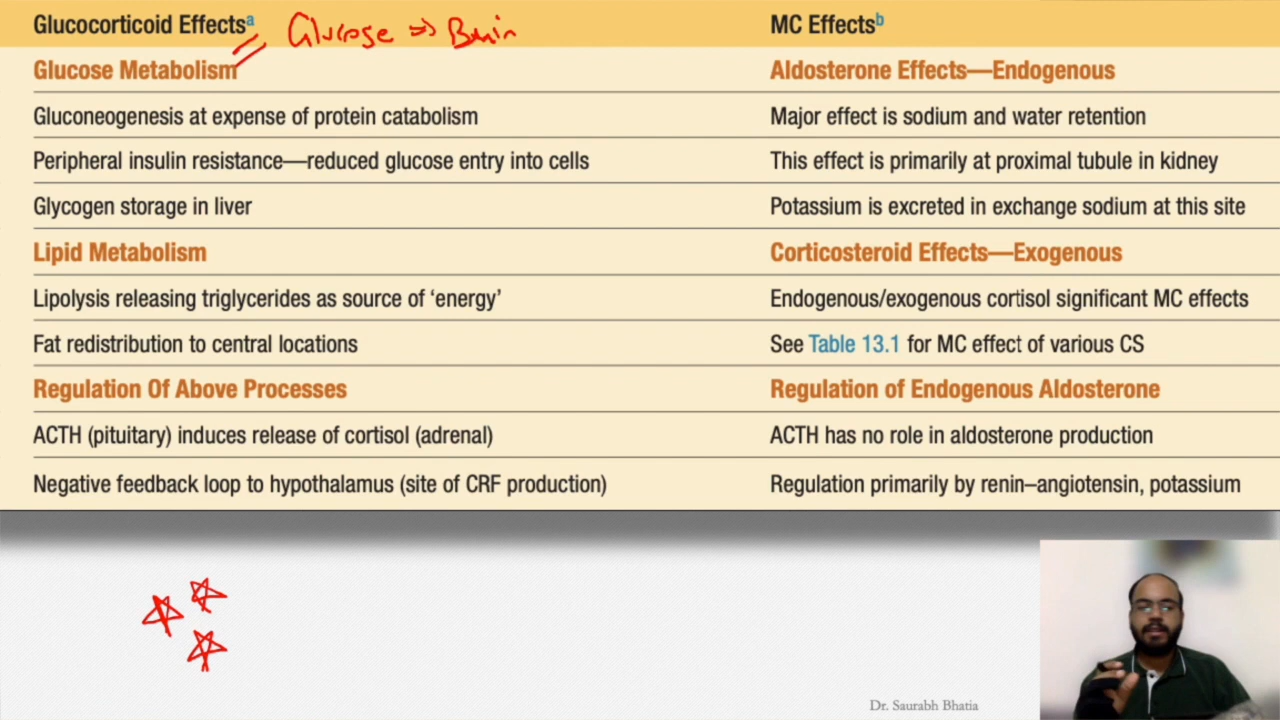 Glucocorticoid Effectsa
Glucose => Brain
Glucose Metabolism
Gluconeogenesis at expense of protein catabolism
Peripheral insulin resistance—reduced glucose entry into cells
Glycogen storage in liver
Lipid Metabolism
Lipolysis releasing triglycerides as source of ‘energy’
Fat redistribution to central locations
Regulation Of Above Processes
ACTH (pituitary) induces release of cortisol (adrenal)
Negative feedback loop to hypothalamus (site of CRF production)
MC Effectsb
Aldosterone Effects—Endogenous
Major effect is sodium and water retention
This effect is primarily at proximal tubule in kidney
Potassium is excreted in exchange sodium at this site
Corticosteroid Effects—Exogenous
Endogenous/exogenous cortisol significant MC effects
See Table 13.1 for MC effect of various CS
Regulation of Endogenous Aldosterone
ACTH has no role in aldosterone production
Regulation primarily by renin–angiotensin, potassium
Dr. Saurabh Bhatia